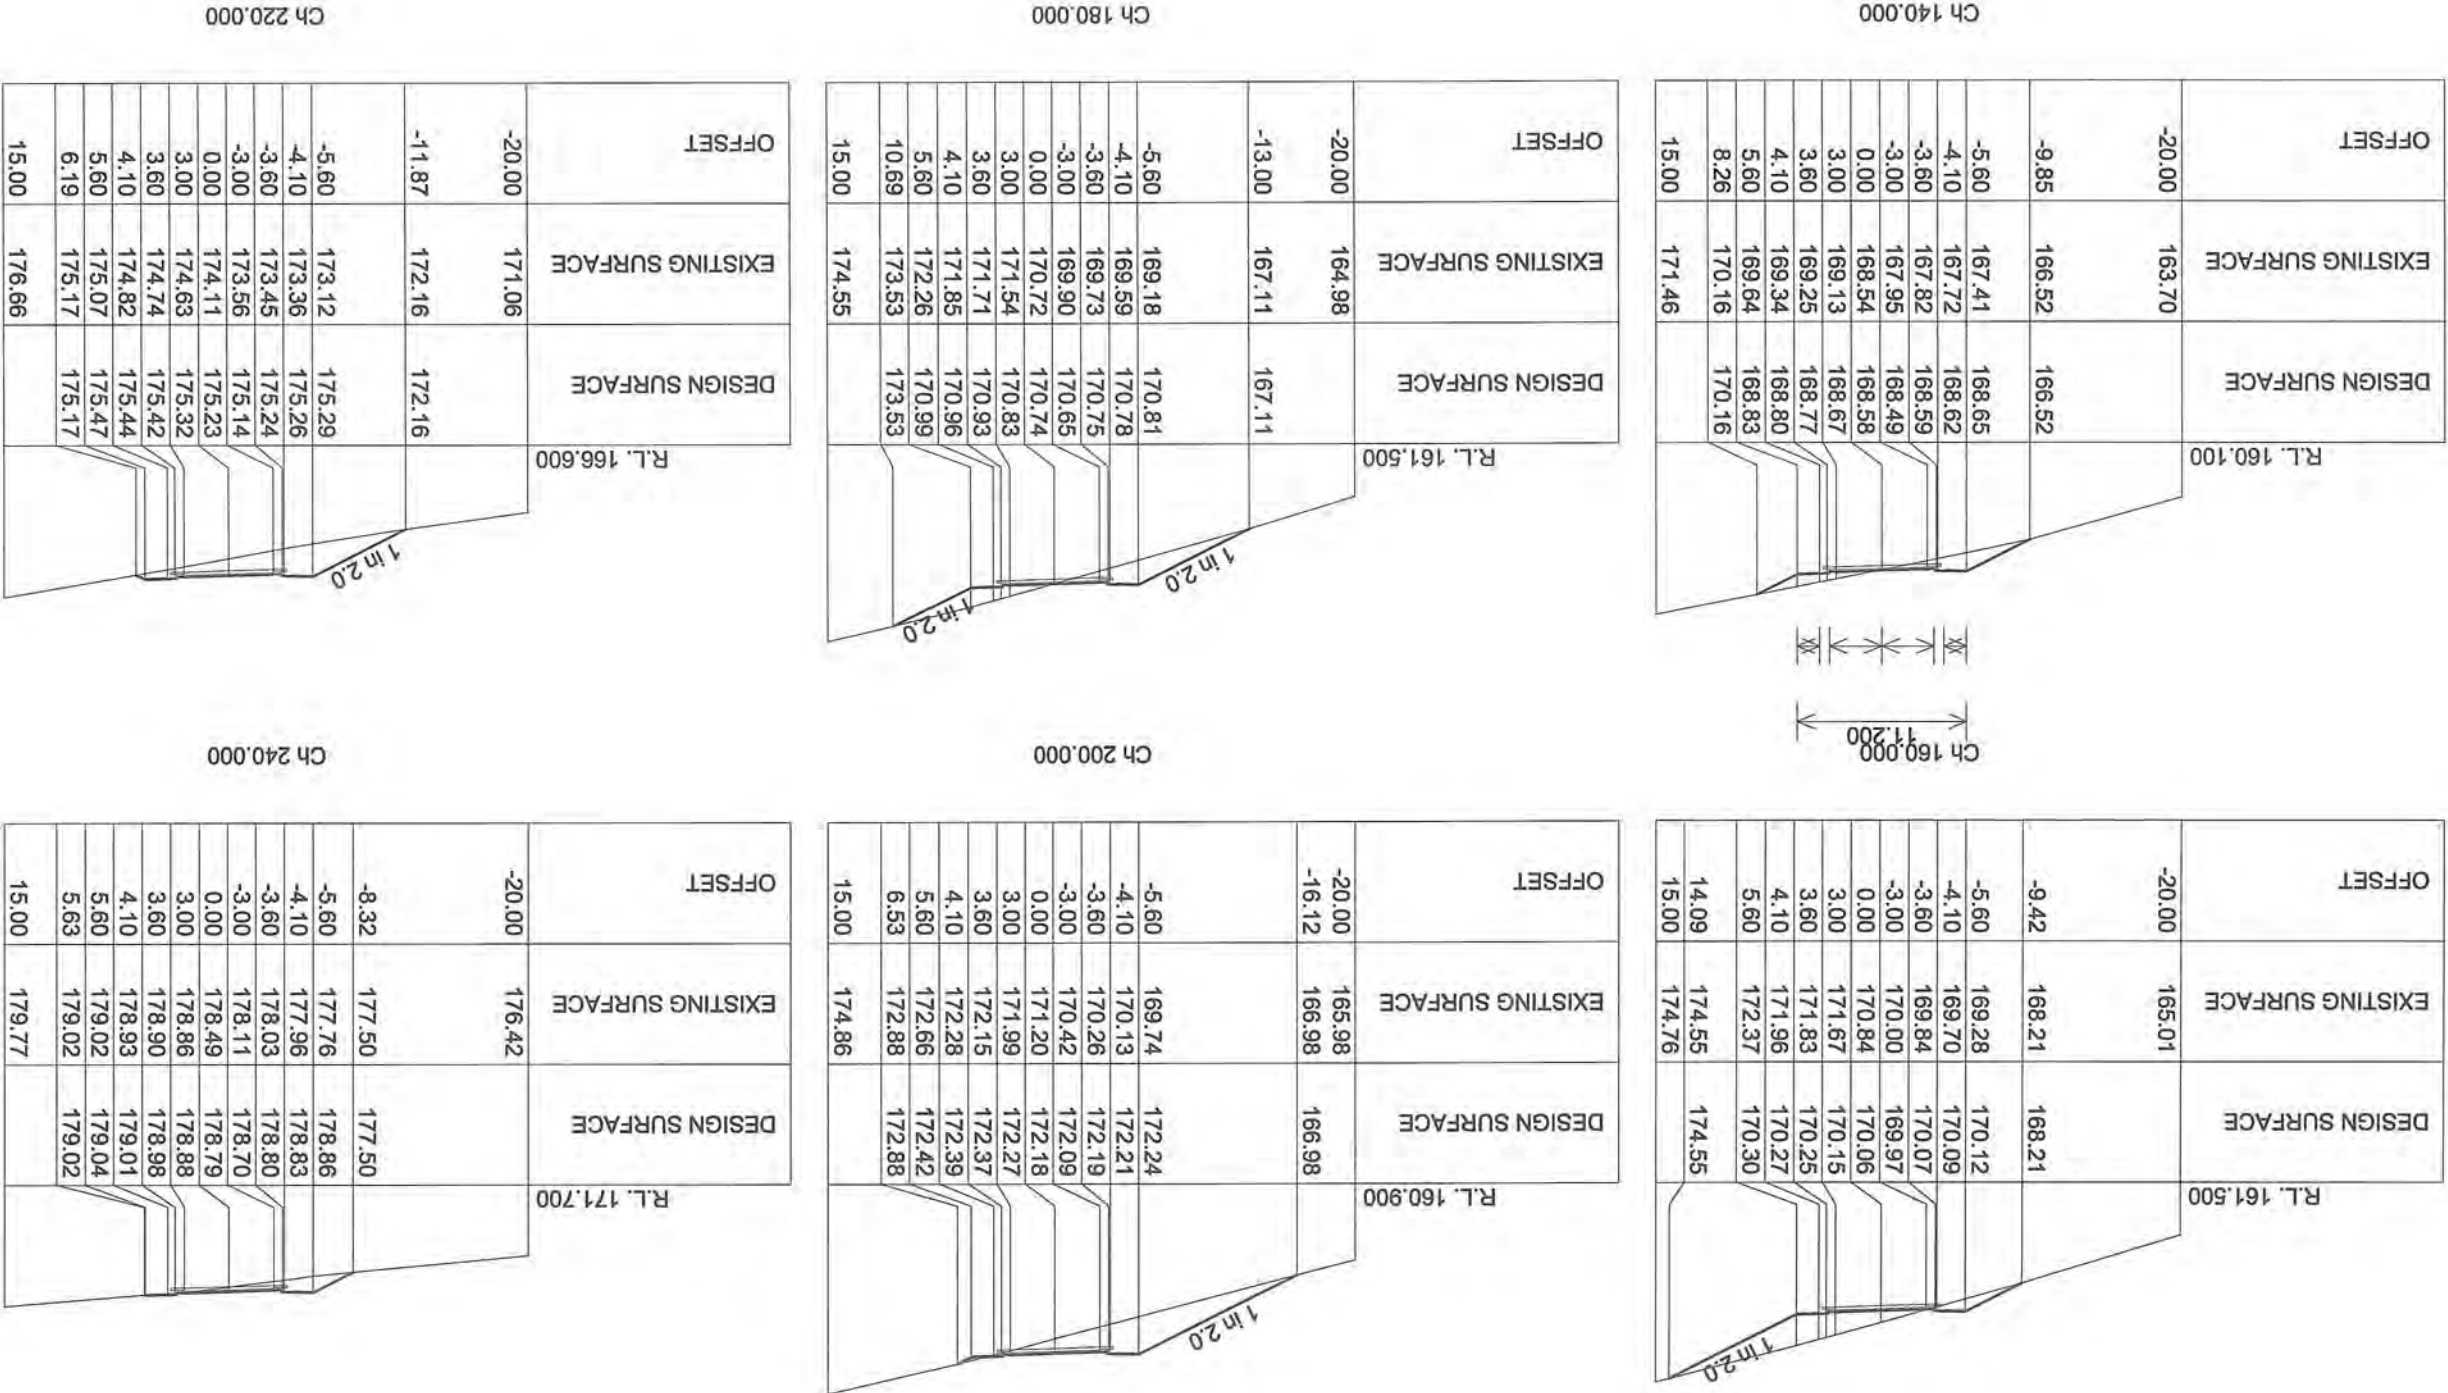 1 in 2.0
R.L. 161.500
DESIGN SURFACE 168.21 170.12 170.09 170.07 169.97 170.06 170.15 170.25 170.27 170.30 174.55
EXISTING SURFACE 165.01 168.21 169.28 169.70 169.84 170.00 170.84 171.67 171.83 171.96 172.37 174.55 174.76
OFFSET -20.00 -9.42 -5.60 -4.10 -3.60 -3.00 0.00 3.00 3.60 4.10 5.60 14.09 15.00
Ch 160.000
1 in 2.0
R.L. 160.900
DESIGN SURFACE 166.98 172.24 172.21 172.19 172.09 172.18 172.27 172.37 172.39 172.42 172.88
EXISTING SURFACE 165.98 166.98 169.74 170.13 170.26 170.42 171.20 171.99 172.15 172.28 172.66 172.88 174.86
OFFSET -20.00 -16.12 -5.60 -4.10 -3.60 -3.00 0.00 3.00 3.60 4.10 5.60 6.53 15.00
Ch 200.000
R.L. 171.700
DESIGN SURFACE 177.50 178.86 178.83 178.80 178.70 178.79 178.88 178.98 179.01 179.04 179.02
EXISTING SURFACE 176.42 177.50 177.76 177.96 178.03 178.11 178.49 178.86 178.90 178.93 179.02 179.02 179.77
OFFSET -20.00 -8.32 -5.60 -4.10 -3.60 -3.00 0.00 3.00 3.60 4.10 5.60 5.63 15.00
Ch 240.000
11.200
R.L. 160.100
DESIGN SURFACE 166.52 168.65 168.62 168.59 168.49 168.58 168.67 168.77 168.80 168.83 170.16
EXISTING SURFACE 163.70 166.52 167.41 167.72 167.82 167.95 168.54 169.13 169.25 169.34 169.64 170.16 171.46
OFFSET -20.00 -9.85 -5.60 -4.10 -3.60 -3.00 0.00 3.00 3.60 4.10 5.60 8.26 15.00
Ch 140.000
1 in 2.0
1 in 2.0
R.L. 161.500
DESIGN SURFACE 167.11 170.81 170.78 170.75 170.65 170.74 170.83 170.93 170.96 170.99 173.53
EXISTING SURFACE 164.98 167.11 169.18 169.59 169.73 169.90 170.72 171.54 171.71 171.85 172.26 173.53 174.55
OFFSET -20.00 -13.00 -5.60 -4.10 -3.60 -3.00 0.00 3.00 3.60 4.10 5.60 10.69 15.00
Ch 180.000
1 in 2.0
R.L. 166.600
DESIGN SURFACE 172.16 175.29 175.26 175.24 175.14 175.23 175.32 175.42 175.44 175.47 175.17
EXISTING SURFACE 171.06 172.16 173.12 173.36 173.45 173.56 174.11 174.63 174.74 174.82 175.07 175.17 176.66
OFFSET -20.00 -11.87 -5.60 -4.10 -3.60 -3.00 0.00 3.00 3.60 4.10 5.60 6.19 15.00
Ch 220.000